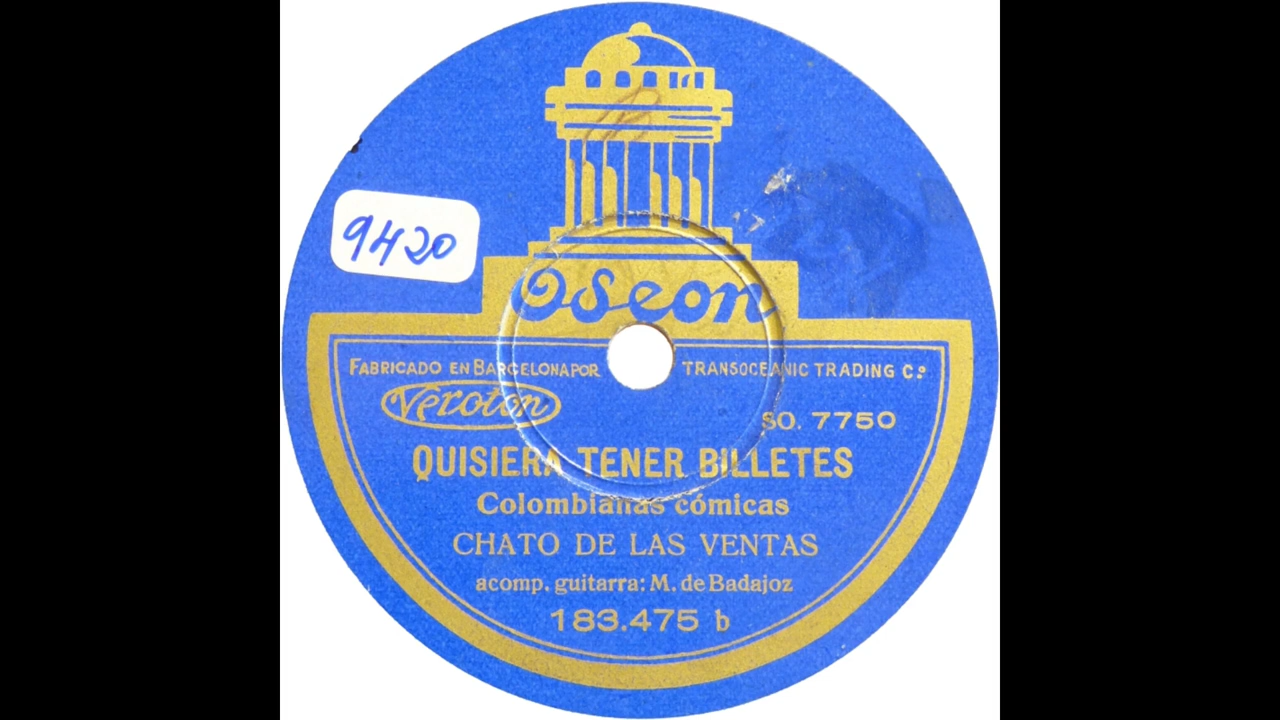 9420
Odeon
FABRICADO EN BARCELONA POR TRANSOCEANIC TRADING Cº
Veroton
SO. 7750
QUISIERA TENER BILLETES
Colombianas cómicas
CHATO DE LAS VENTAS
acomp. guitarra: M. de Badajoz
183.475 b